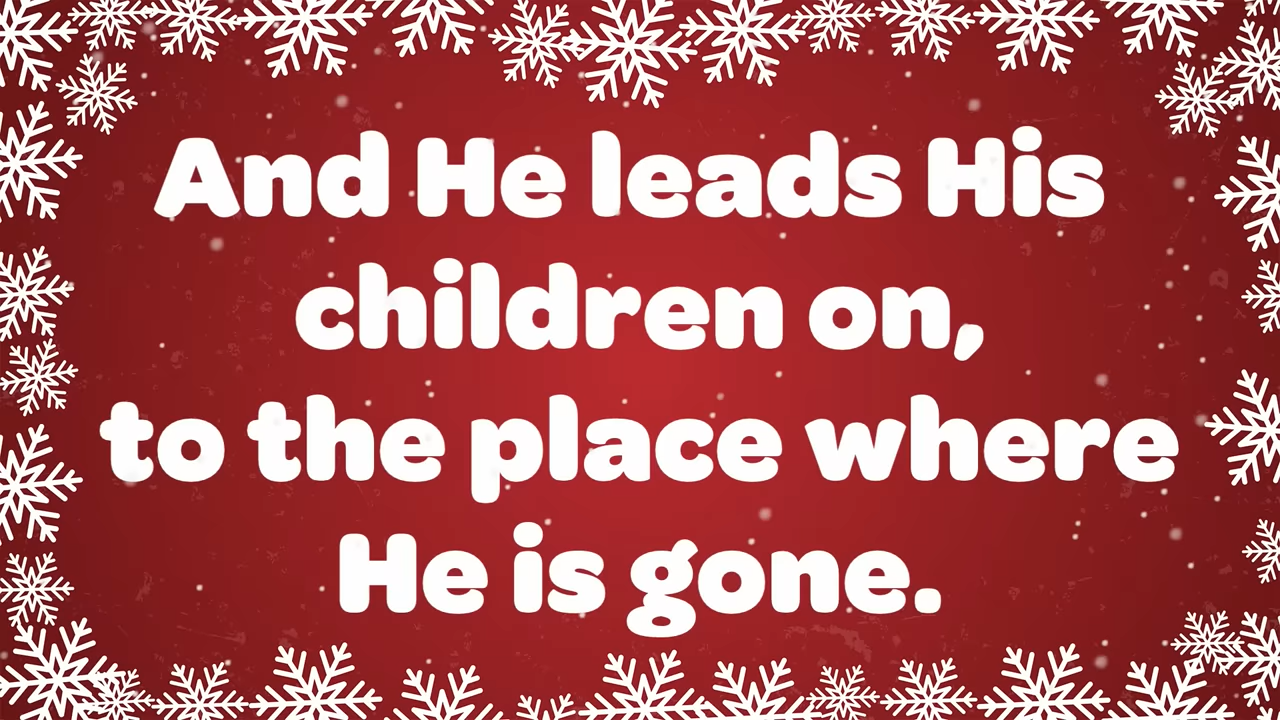 And He leads His
children on,
to the place where
He is gone.